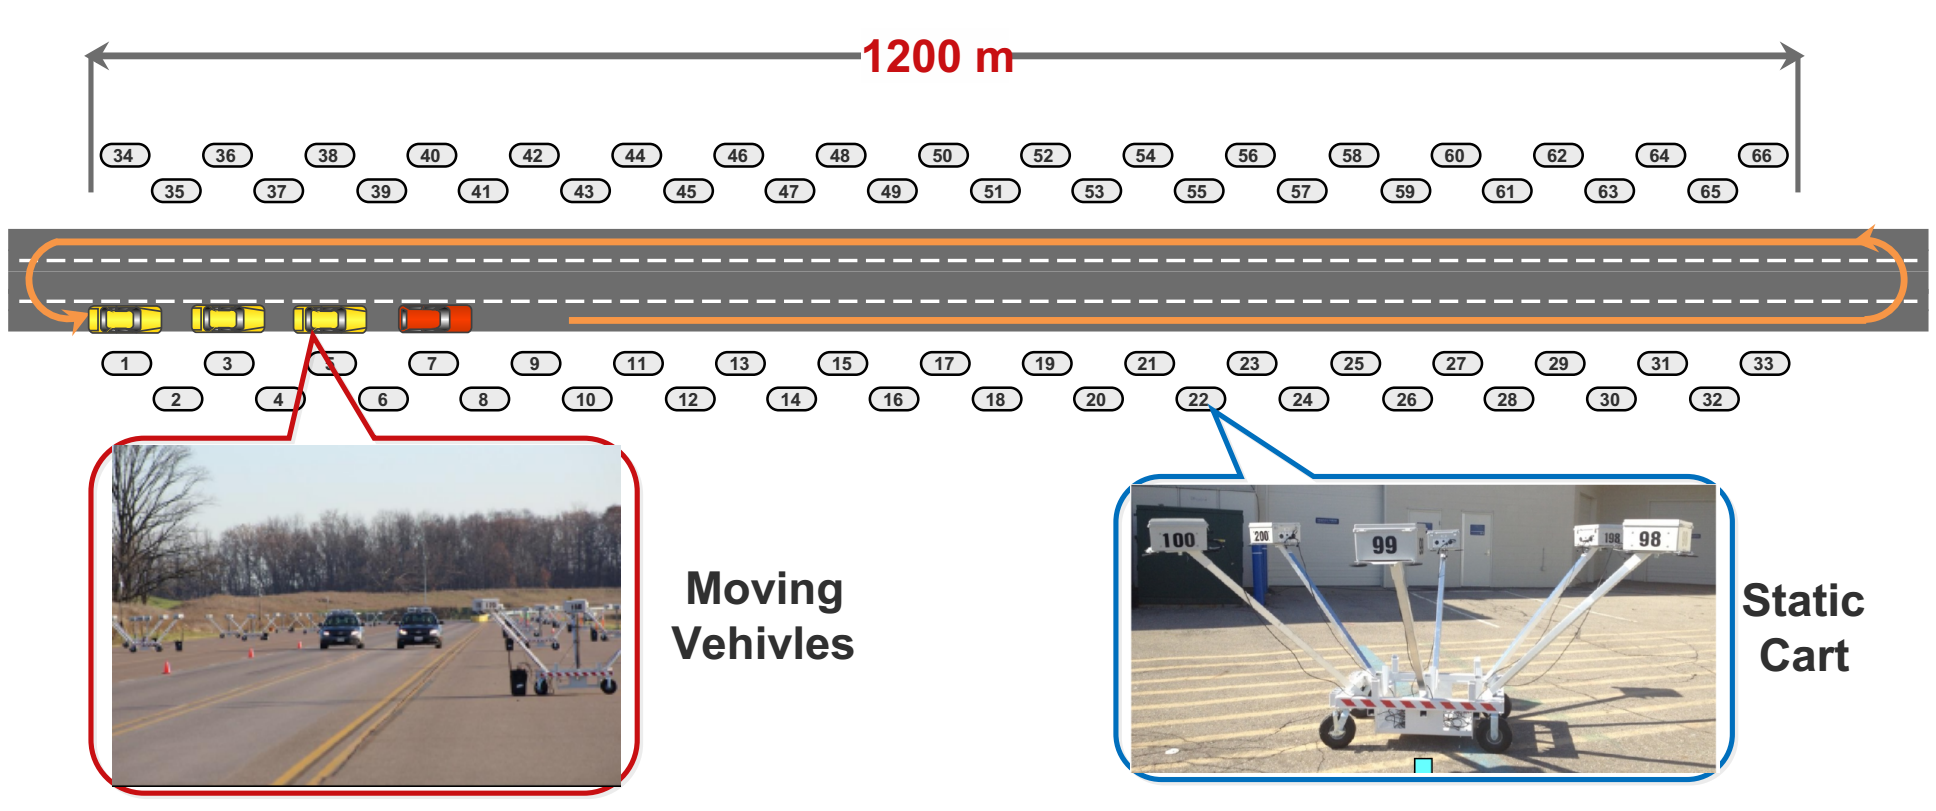 1200 m
34 36 38 40 42 44 46 48 50 52 54 56 58 60 62 64 66
35 37 39 41 43 45 47 49 51 53 55 57 59 61 63 65
1 3 5 7 9 11 13 15 17 19 21 23 25 27 29 31 33
2 4 6 8 10 12 14 16 18 20 22 24 26 28 30 32
100 200 99 198 98
Moving
Vehivles
Static
Cart